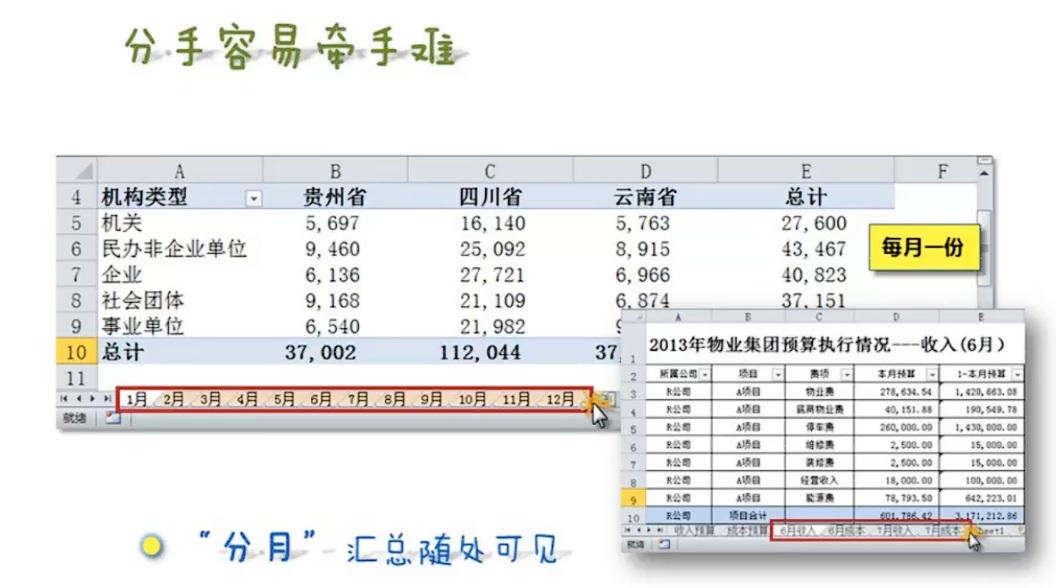 分手容易牵手难
A B C D E F
4 机构类型 贵州省 四川省 云南省 总计
5 机关 5,697 16,140 5,763 27,600
6 民办非企业单位 9,460 25,092 8,915 43,467
7 企业 6,136 27,721 6,966 40,823
8 社会团体 9,168 21,109 6,874 37,151
9 事业单位 6,540 21,982
10 总计 37,002 112,044 37,
11
1月 2月 3月 4月 5月 6月 7月 8月 9月 10月 11月 12月
就绪
每月一份
A B C D E
1 2013年物业集团预算执行情况---收入(6月)
2 所属公司 项目 费项 本月预算 1-本月预算
3 R公司 A项目 物业费 278,634.54 1,420,663.08
4 R公司 A项目 底商物业费 40,151.88 190,549.78
5 R公司 A项目 停车费 260,000.00 1,430,000.00
6 R公司 A项目 维修费 2,500.00 15,000.00
7 R公司 A项目 装修费 2,500.00 15,000.00
8 R公司 A项目 经营收入 18,000.00 100,000.00
9 R公司 A项目 能源费 78,793.50 642,223.01
10 R公司 项目合计 601,786.42 3,171,212.86
收入预算 成本预算 6月收入 6月成本 7月收入 7月成本
就绪
“分月” 汇总随处可见